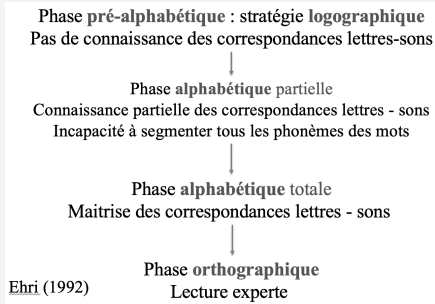 Phase pré-alphabétique : stratégie logographique
Pas de connaissance des correspondances lettres-sons
Phase alphabétique partielle
Connaissance partielle des correspondances lettres - sons
Incapacité à segmenter tous les phonèmes des mots
Phase alphabétique totale
Maitrise des correspondances lettres - sons
Phase orthographique
Lecture experte
Ehri (1992)